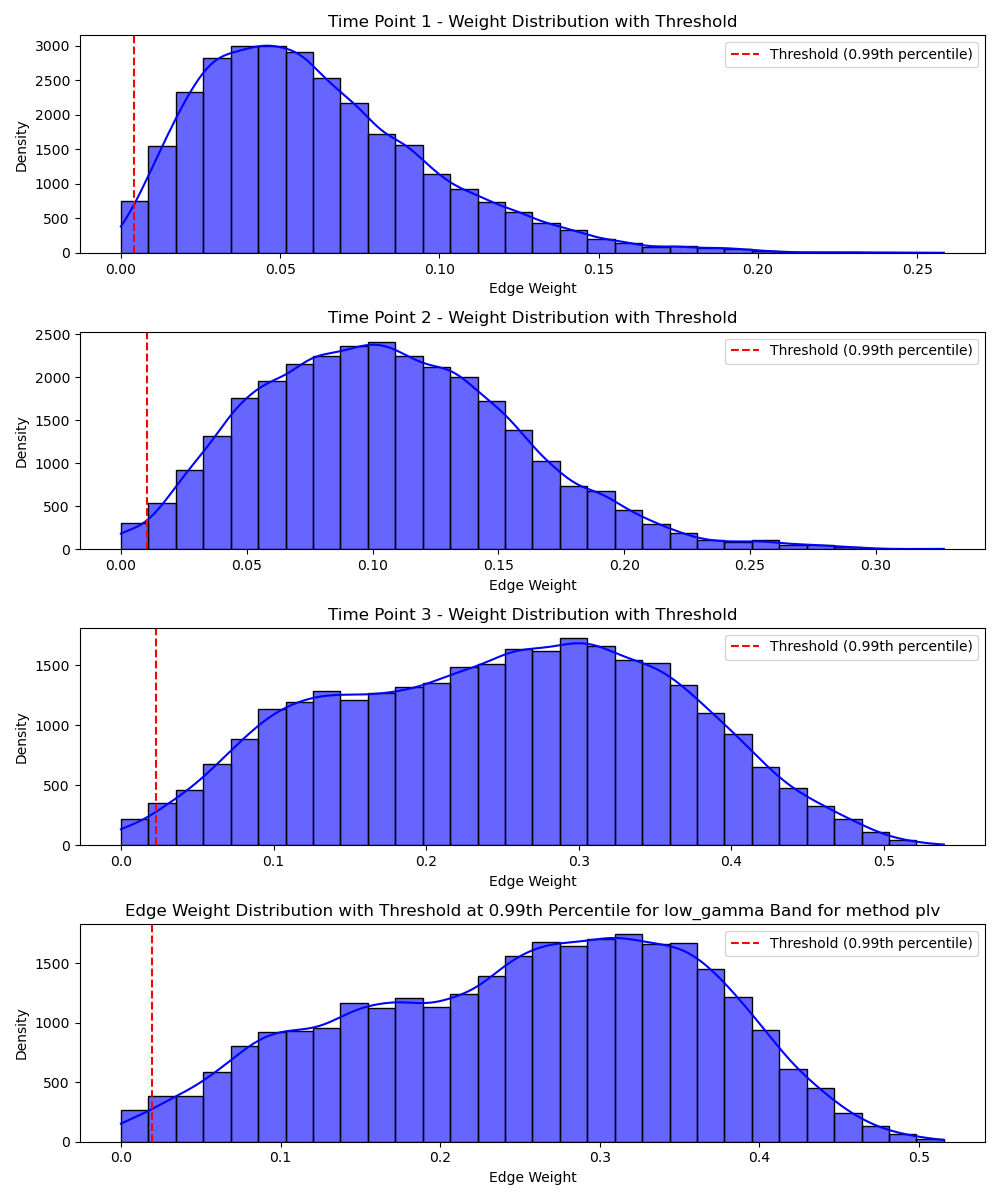 Time Point 1 - Weight Distribution with Threshold
Threshold (0.99th percentile)
Density
3000
2500
2000
1500
1000
500
0
0.00 0.05 0.10 0.15 0.20 0.25
Edge Weight
Time Point 2 - Weight Distribution with Threshold
Threshold (0.99th percentile)
Density
2500
2000
1500
1000
500
0
0.00 0.05 0.10 0.15 0.20 0.25 0.30
Edge Weight
Time Point 3 - Weight Distribution with Threshold
Threshold (0.99th percentile)
Density
1500
1000
500
0
0.0 0.1 0.2 0.3 0.4 0.5
Edge Weight
Edge Weight Distribution with Threshold at 0.99th Percentile for low_gamma Band for method plv
Threshold (0.99th percentile)
Density
1500
1000
500
0
0.0 0.1 0.2 0.3 0.4 0.5
Edge Weight